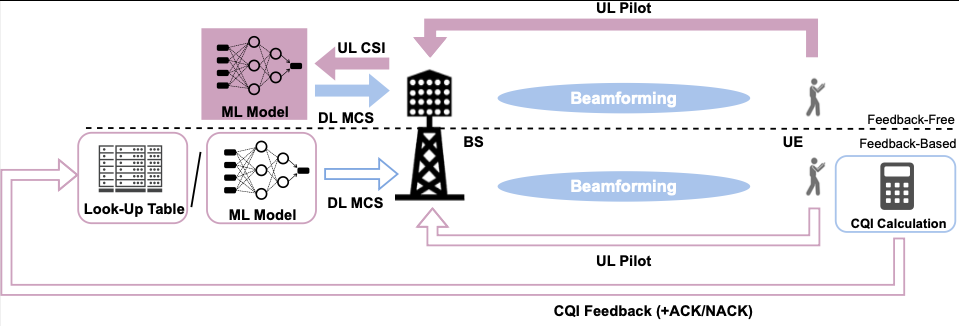 UL Pilot
UL CSI
ML Model
DL MCS
Beamforming
Feedback-Free
BS
UE
Feedback-Based
Look-Up Table
/
ML Model
DL MCS
Beamforming
CQI Calculation
UL Pilot
CQI Feedback (+ACK/NACK)